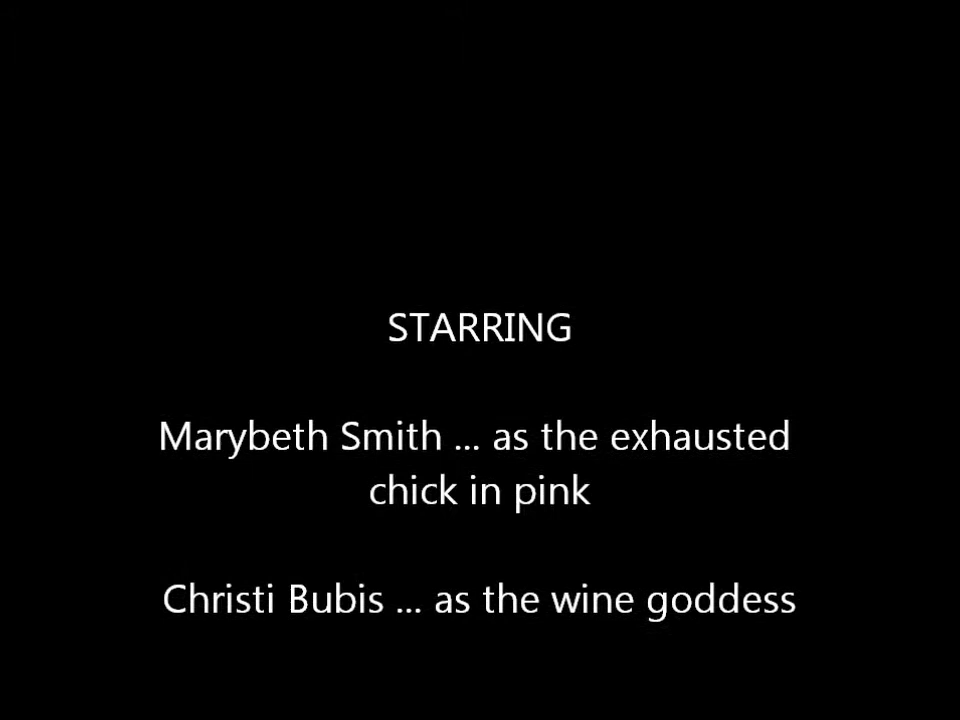 STARRING
Marybeth Smith ... as the exhausted
chick in pink
Christi Bubis ... as the wine goddess